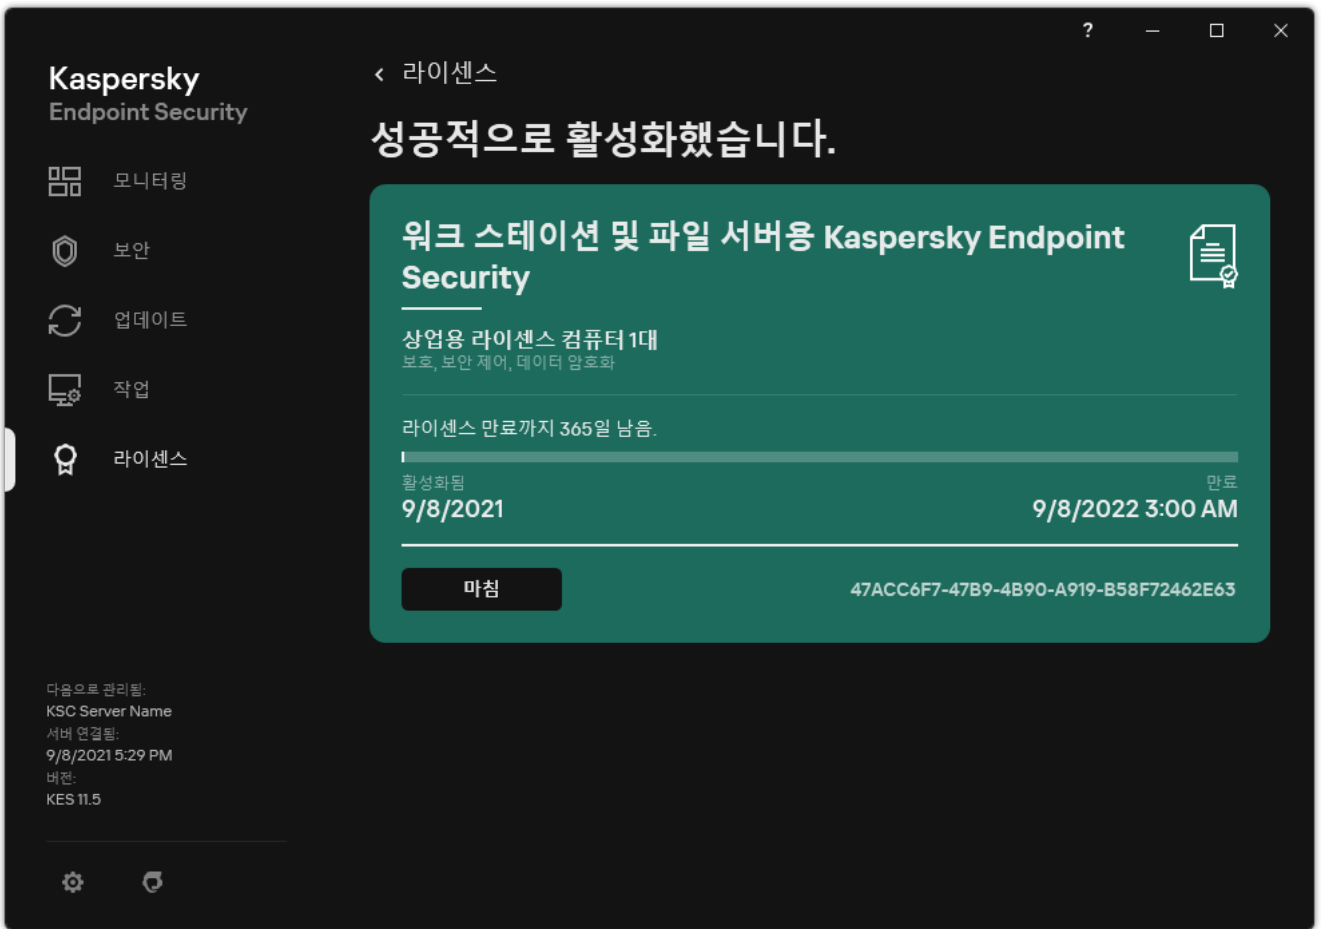 ?
Kaspersky
Endpoint Security
모니터링
보안
업데이트
작업
라이센스
다음으로 관리됨:
KSC Server Name
서버 연결됨:
9/8/2021 5:29 PM
버전:
KES 11.5
라이센스
성공적으로 활성화했습니다.
워크 스테이션 및 파일 서버용 Kaspersky Endpoint
Security
상업용 라이센스 컴퓨터 1대
보호, 보안 제어, 데이터 암호화
라이센스 만료까지 365일 남음.
활성화됨 만료
9/8/2021 9/8/2022 3:00 AM
마침 47ACC6F7-47B9-4B90-A919-B58F72462E63